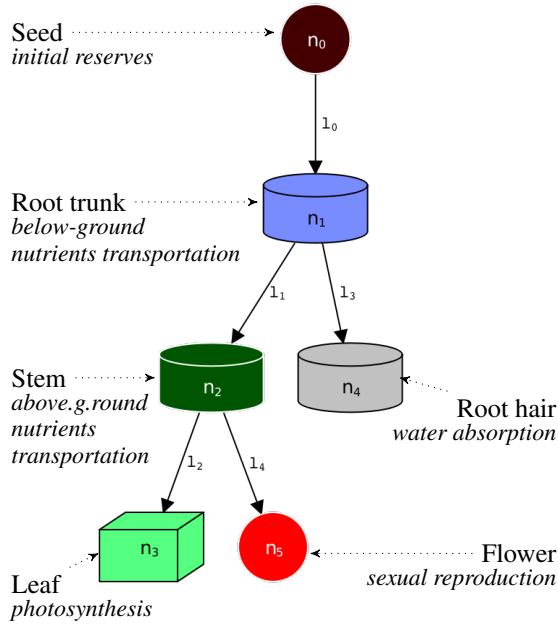 Seed
initial reserves
n0
l0
Root trunk
below-ground
nutrients transportation
n1
l1
l3
Stem
above.g.round
nutrients
transportation
n2
n4
Root hair
water absorption
l2
l4
n3
n5
Leaf
photosynthesis
Flower
sexual reproduction